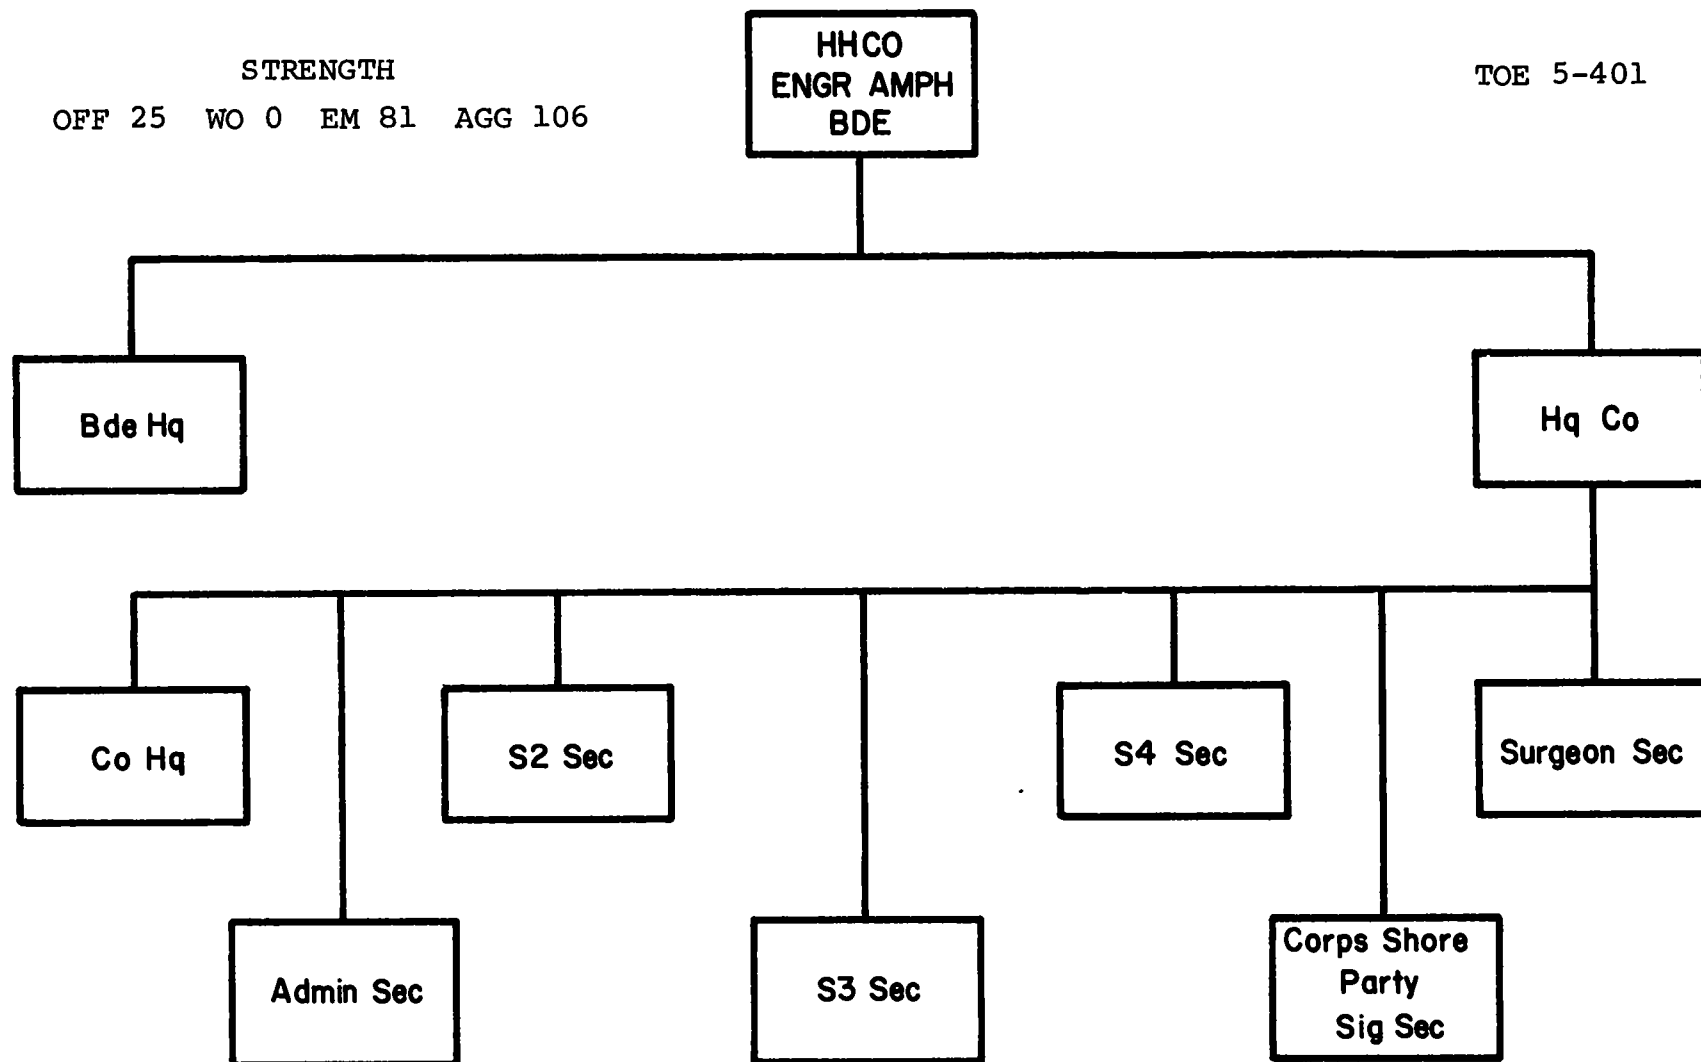 STRENGTH
OFF 25 WO 0 EM 81 AGG 106
HHCO
ENGR AMPH
BDE
TOE 5-401
Bde Hq
Hq Co
Co Hq
S2 Sec
S4 Sec
Surgeon Sec
Admin Sec
S3 Sec
Corps Shore
Party
Sig Sec